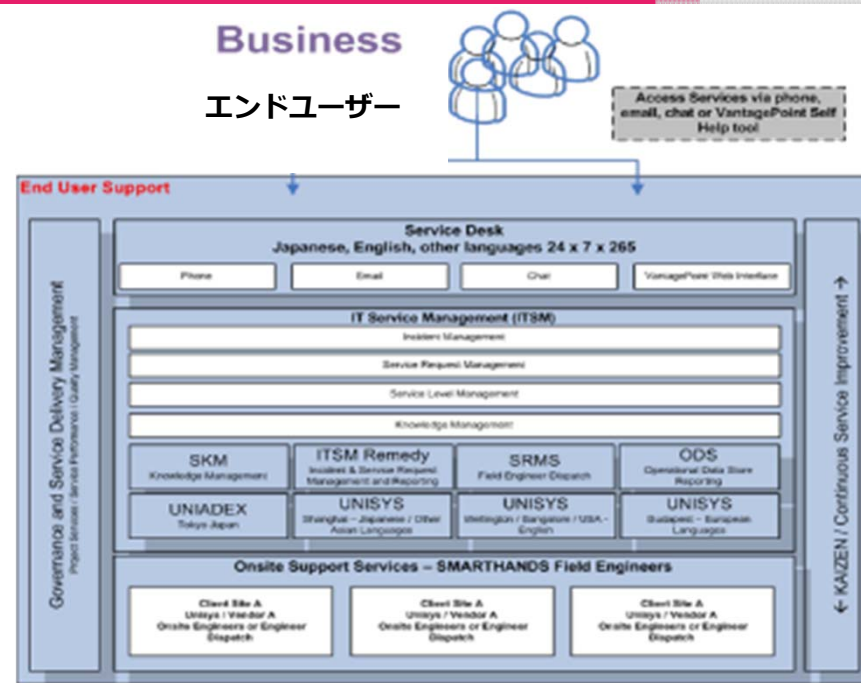 Business
エンドユーザー
Access Services via phone,
email, chat or VantagePoint Self
Help tool
End User Support
Governance and Service Delivery Management
Project Services / Service Performance / Quality Management
Service Desk
Japanese, English, other languages 24 x 7 x 265
Phone
Email
Chat
VantagePoint Web Interface
IT Service Management (ITSM)
Incident Management
Service Request Management
Service Level Management
Knowledge Management
SKM
Knowledge Management
ITSM Remedy
Incident & Service Request
Management and Reporting
SRMS
Field Engineer Dispatch
ODS
Operational Data Store
Reporting
UNIADEX
Tokyo Japan
UNISYS
Shanghai – Japanese / Other
Asian Languages
UNISYS
Wellington / Bangalore / USA -
English
UNISYS
Budapest – European
Languages
Onsite Support Services – SMARTHANDS Field Engineers
Client Site A
Unisys / Vendor A
Onsite Engineers or Engineer
Dispatch
Client Site A
Unisys / Vendor A
Onsite Engineers or Engineer
Dispatch
Client Site A
Unisys / Vendor A
Onsite Engineers or Engineer
Dispatch
← KAIZEN / Continuous Service Improvement →